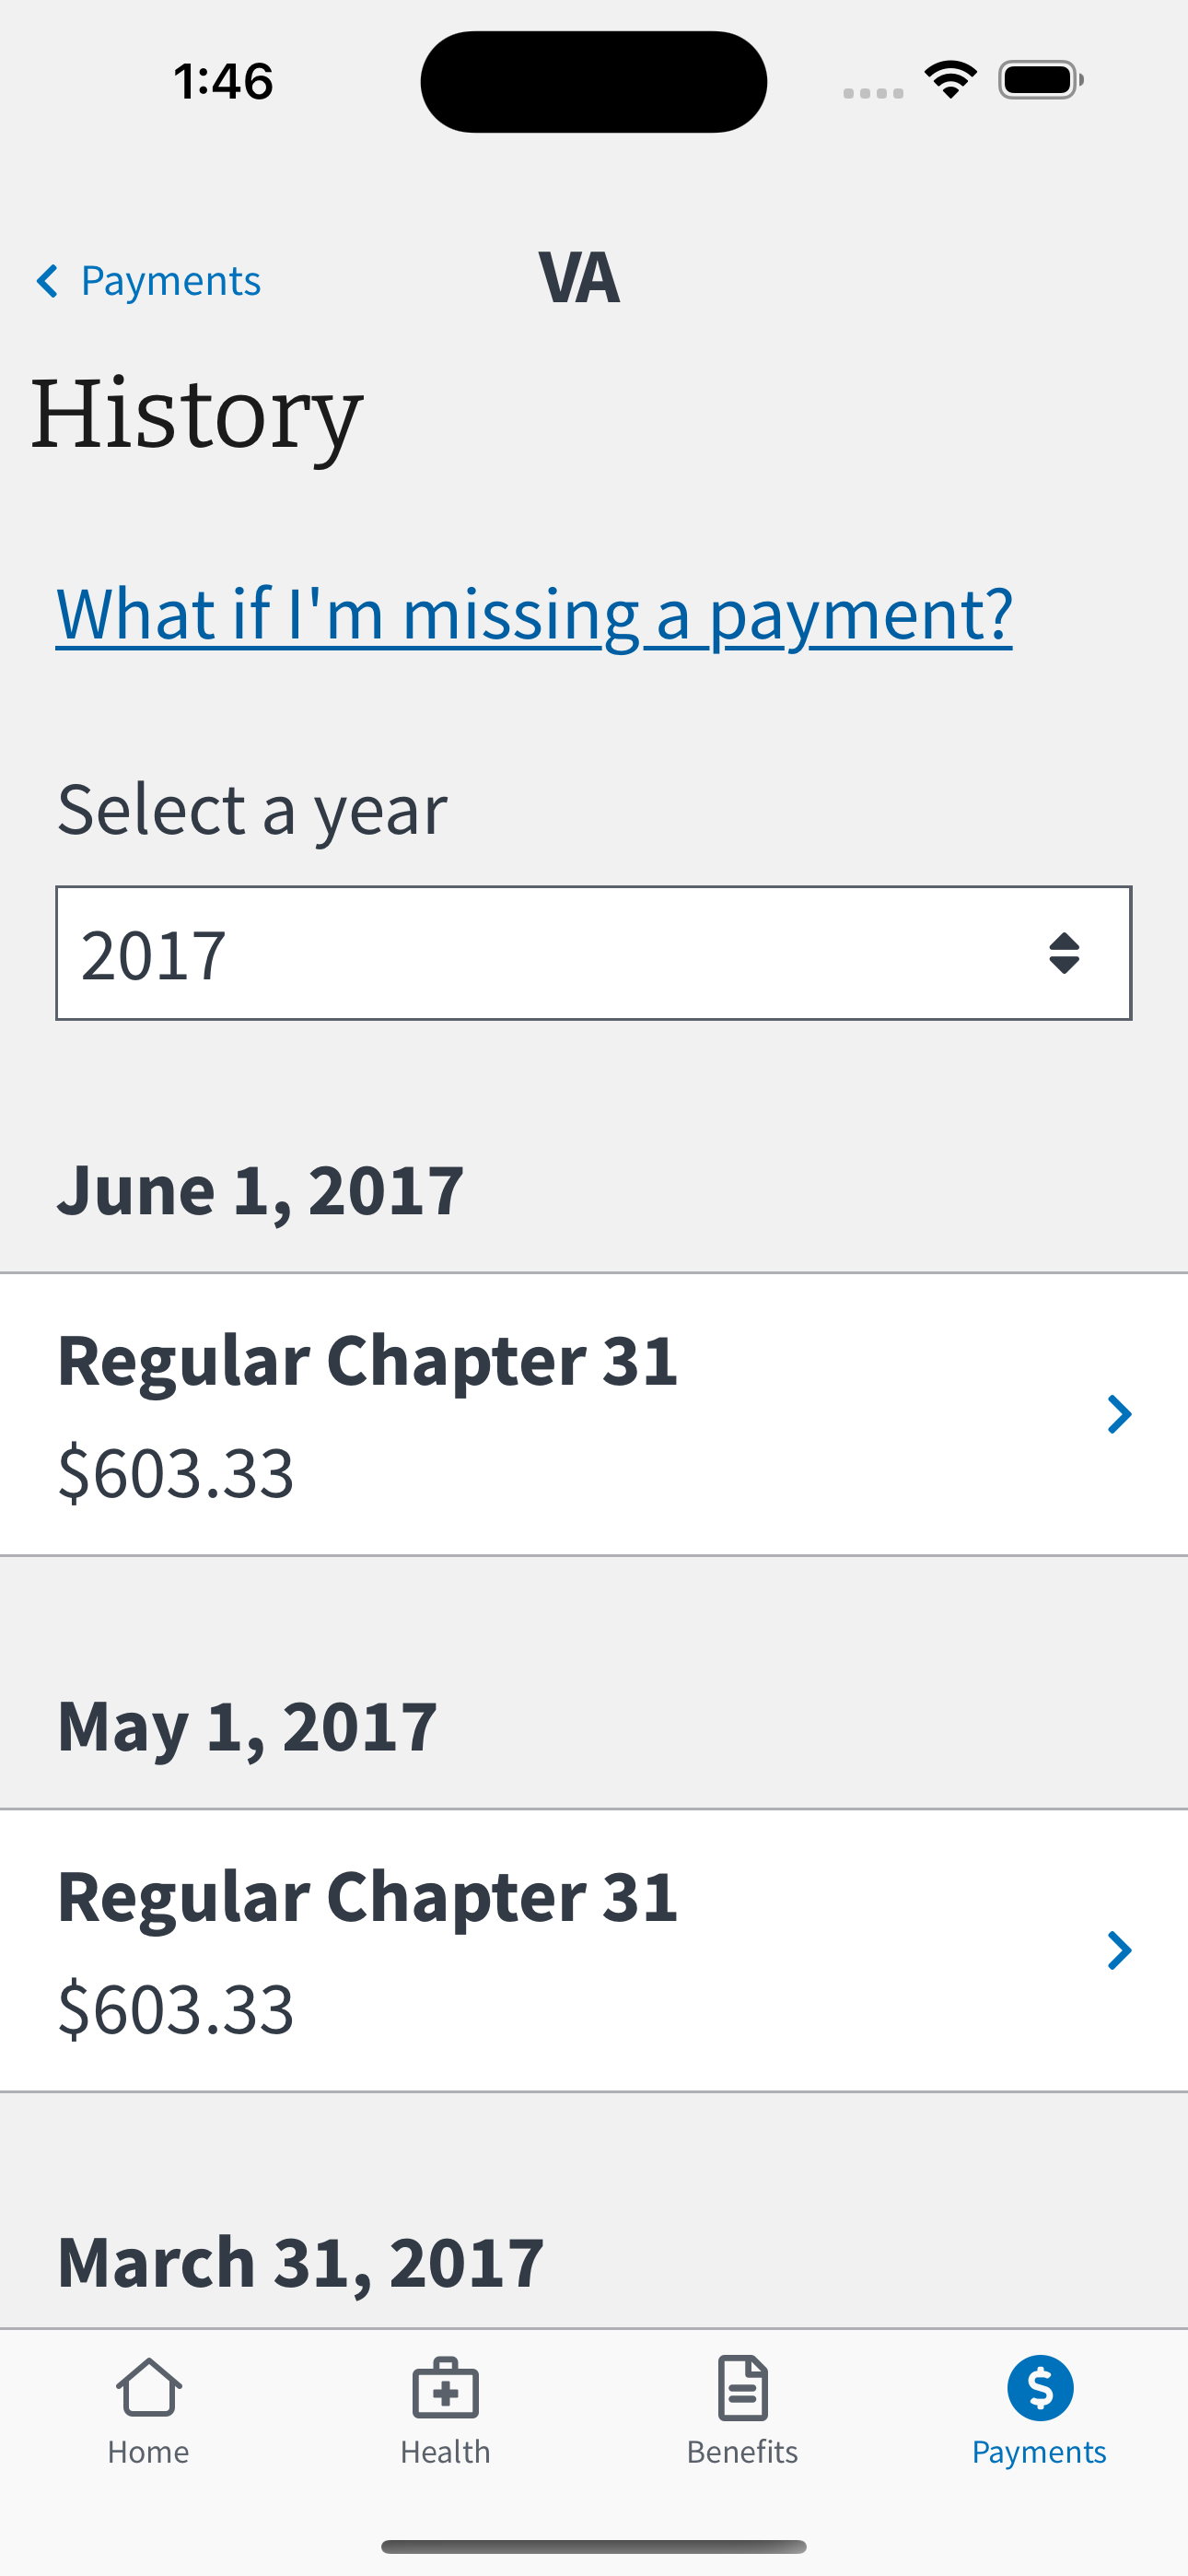 1:46
Payments
VA
History
What if I'm missing a payment?
Select a year
2017
June 1, 2017
Regular Chapter 31
$603.33
May 1, 2017
Regular Chapter 31
$603.33
March 31, 2017
Home
Health
Benefits
Payments